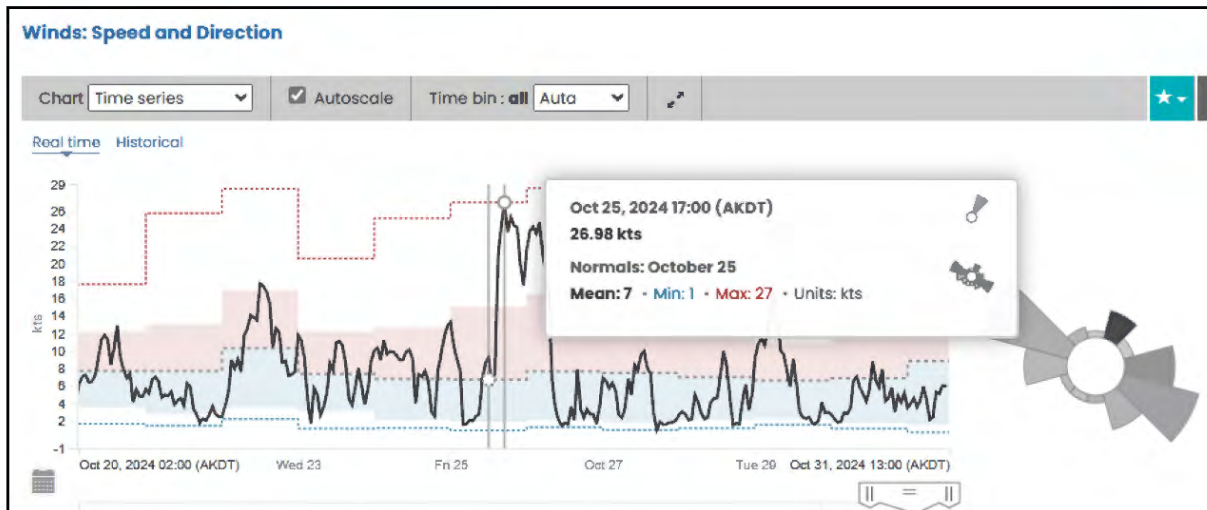 Winds: Speed and Direction
Chart Time series Autoscale Time bin : all Auto
Real time Historical
29
26
24
22
20
18
16
14
12
10
8
6
4
2
-1
kts
Oct 25, 2024 17:00 (AKDT)
26.98 kts
Normals: October 25
Mean: 7 • Min: 1 • Max: 27 • Units: kts
Oct 20, 2024 02:00 (AKDT) Wed 23 Fri 25 Oct 27 Tue 29 Oct 31, 2024 13:00 (AKDT)